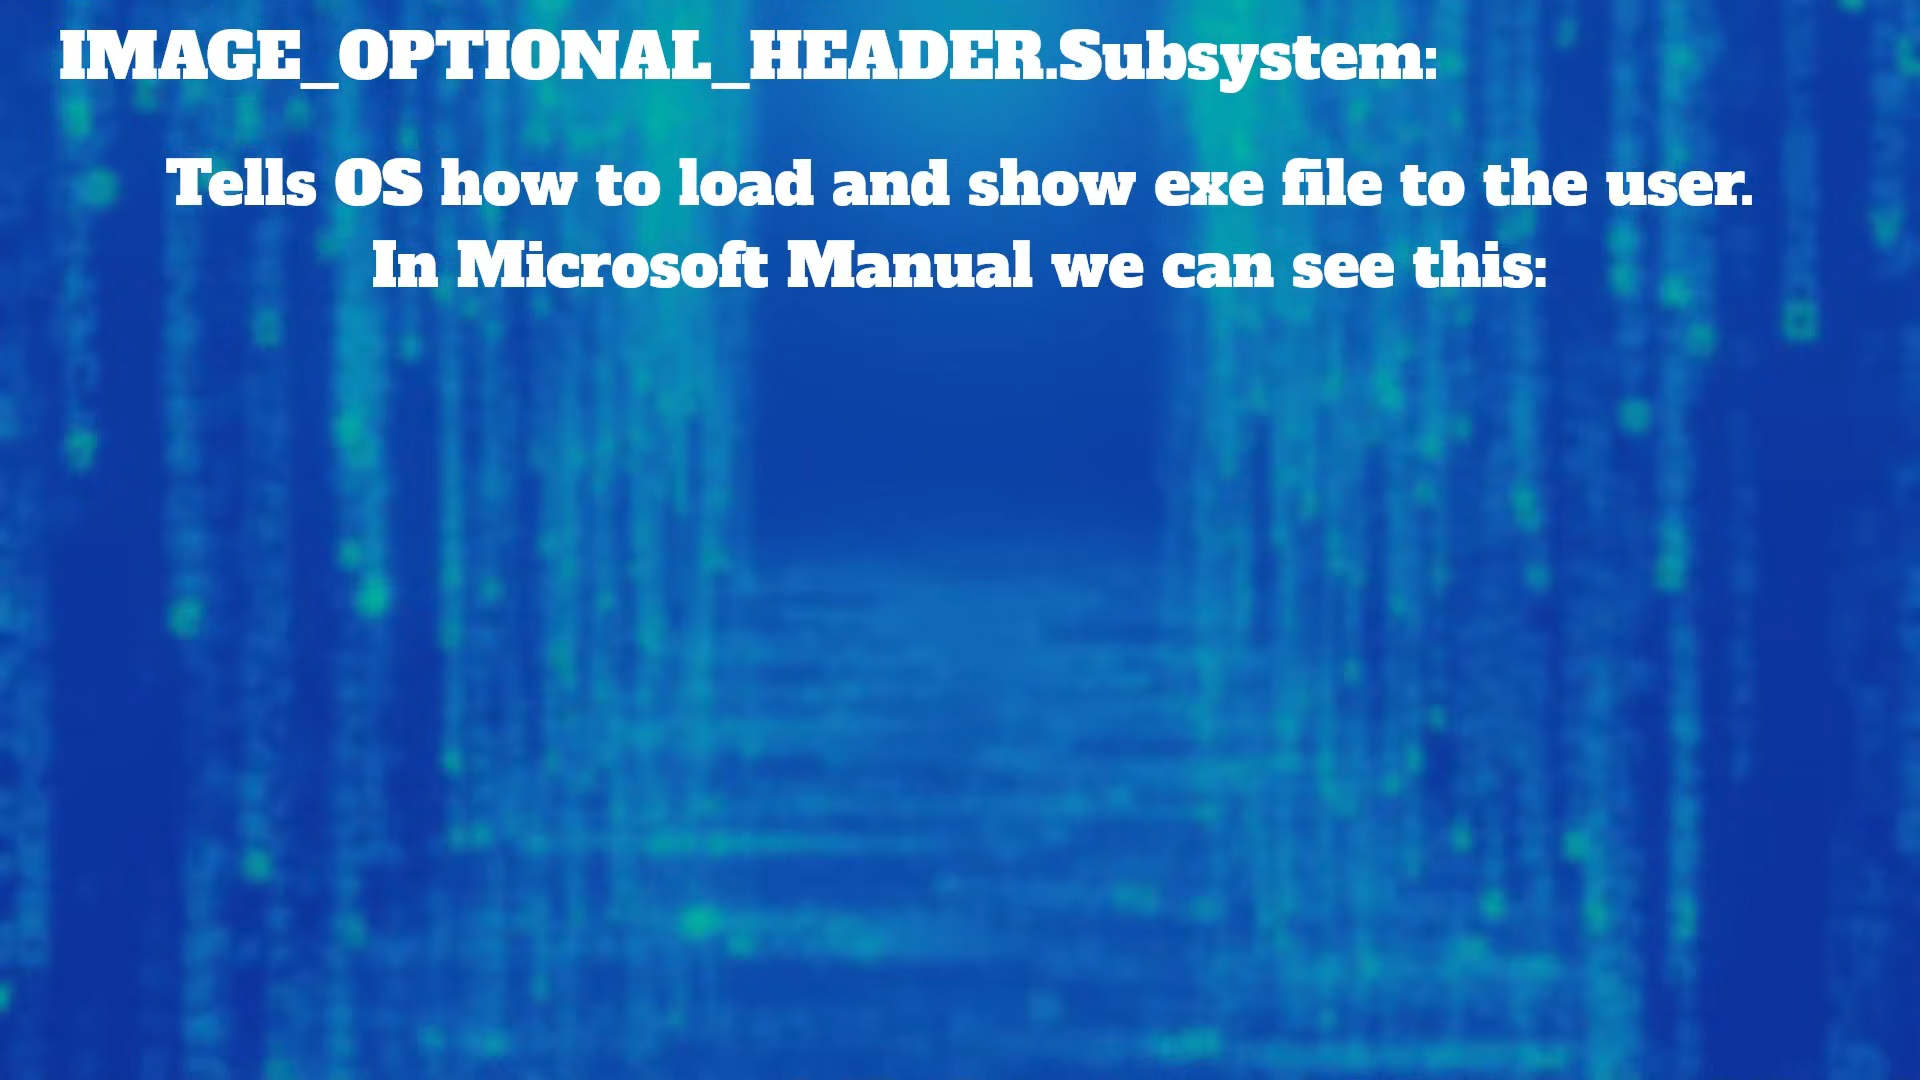 IMAGE_OPTIONAL_HEADER.Subsystem:
Tells OS how to load and show exe file to the user.
In Microsoft Manual we can see this: